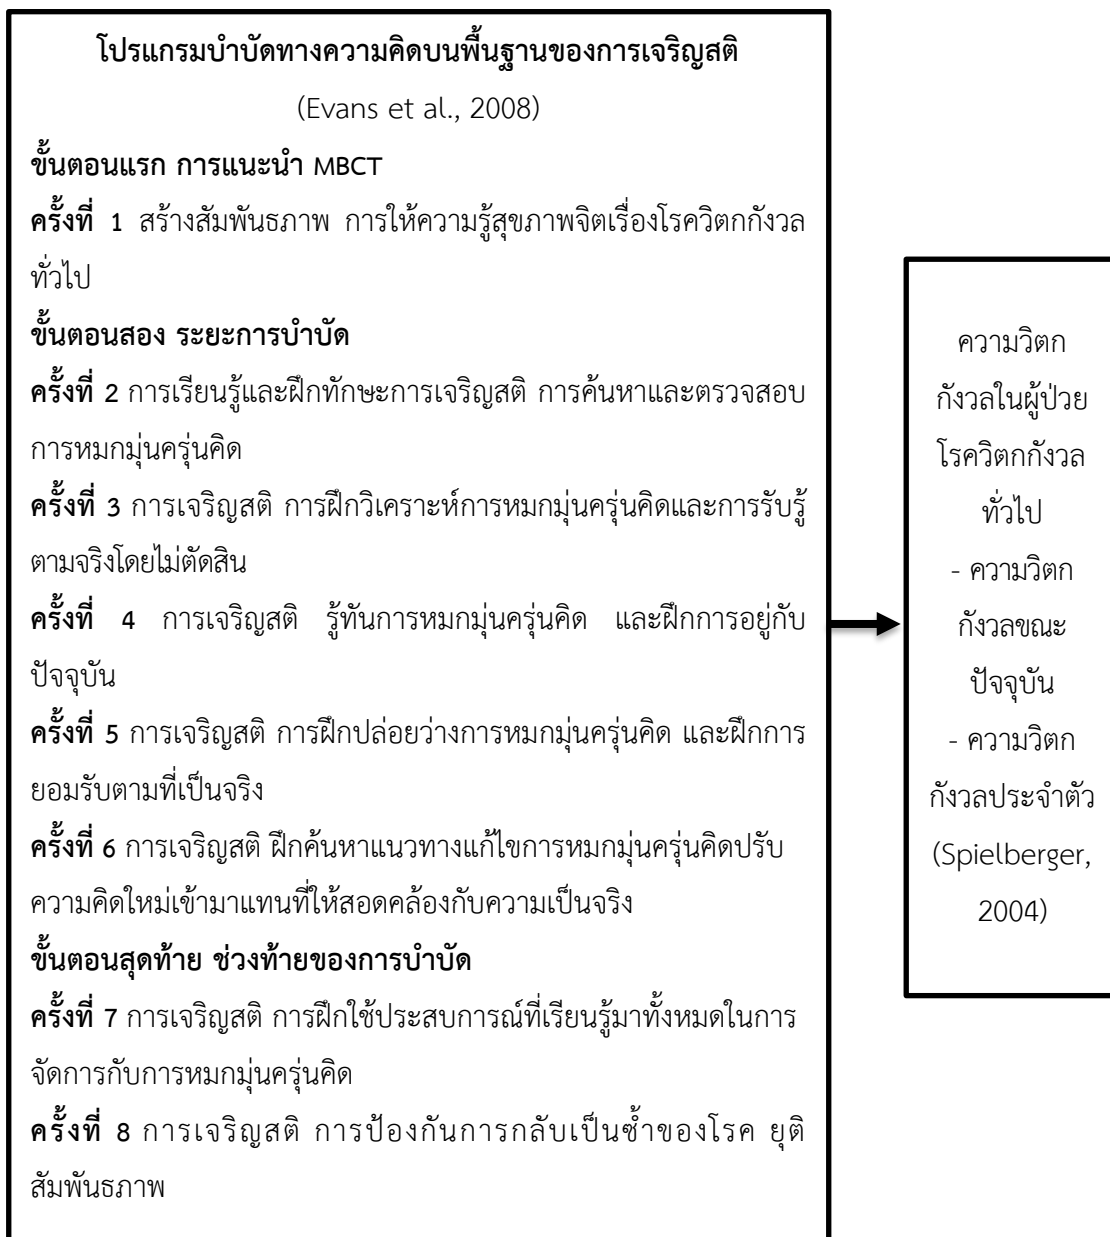 โปรแกรมบำบัดทางความคิดบนพื้นฐานของการเจริญสติ
(Evans et al., 2008)
ขั้นตอนแรก การแนะนำ MBCT
ครั้งที่ 1 สร้างสัมพันธภาพ การให้ความรู้สุขภาพจิตเรื่องโรควิตกกังวล
ทั่วไป
ขั้นตอนสอง ระยะการบำบัด
ครั้งที่ 2 การเรียนรู้และฝึกทักษะการเจริญสติ การค้นหาและตรวจสอบ
การหมกมุ่นครุ่นคิด
ครั้งที่ 3 การเจริญสติ การฝึกวิเคราะห์การหมกมุ่นครุ่นคิดและการรับรู้
ตามจริงโดยไม่ตัดสิน
ครั้งที่ 4 การเจริญสติ รู้ทันการหมกมุ่นครุ่นคิด และฝึกการอยู่กับ
ปัจจุบัน
ครั้งที่ 5 การเจริญสติ การฝึกปล่อยว่างการหมกมุ่นครุ่นคิด และฝึกการ
ยอมรับตามที่เป็นจริง
ครั้งที่ 6 การเจริญสติ ฝึกค้นหาแนวทางแก้ไขการหมกมุ่นครุ่นคิดปรับ
ความคิดใหม่เข้ามาแทนที่ให้สอดคล้องกับความเป็นจริง
ขั้นตอนสุดท้าย ช่วงท้ายของการบำบัด
ครั้งที่ 7 การเจริญสติ การฝึกใช้ประสบการณ์ที่เรียนรู้มาทั้งหมดในการ
จัดการกับการหมกมุ่นครุ่นคิด
ครั้งที่ 8 การเจริญสติ การป้องกันการกลับเป็นซ้ำของโรค ยุติ
สัมพันธภาพ
ความวิตก
กังวลในผู้ป่วย
โรควิตกกังวล
ทั่วไป
- ความวิตก
กังวลขณะ
ปัจจุบัน
- ความวิตก
กังวลประจำตัว
(Spielberger,
2004)